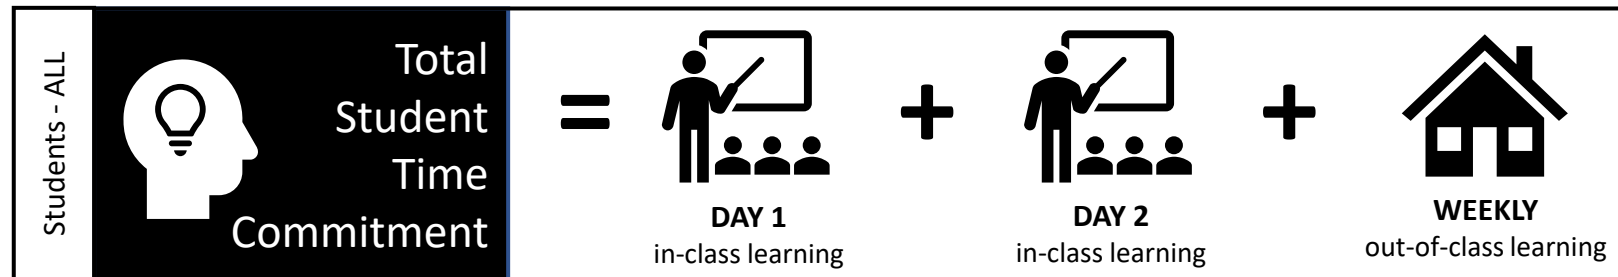 Students - ALL
Total
Student
Time
Commitment
=
+
+
DAY 1
in-class learning
DAY 2
in-class learning
WEEKLY
out-of-class learning